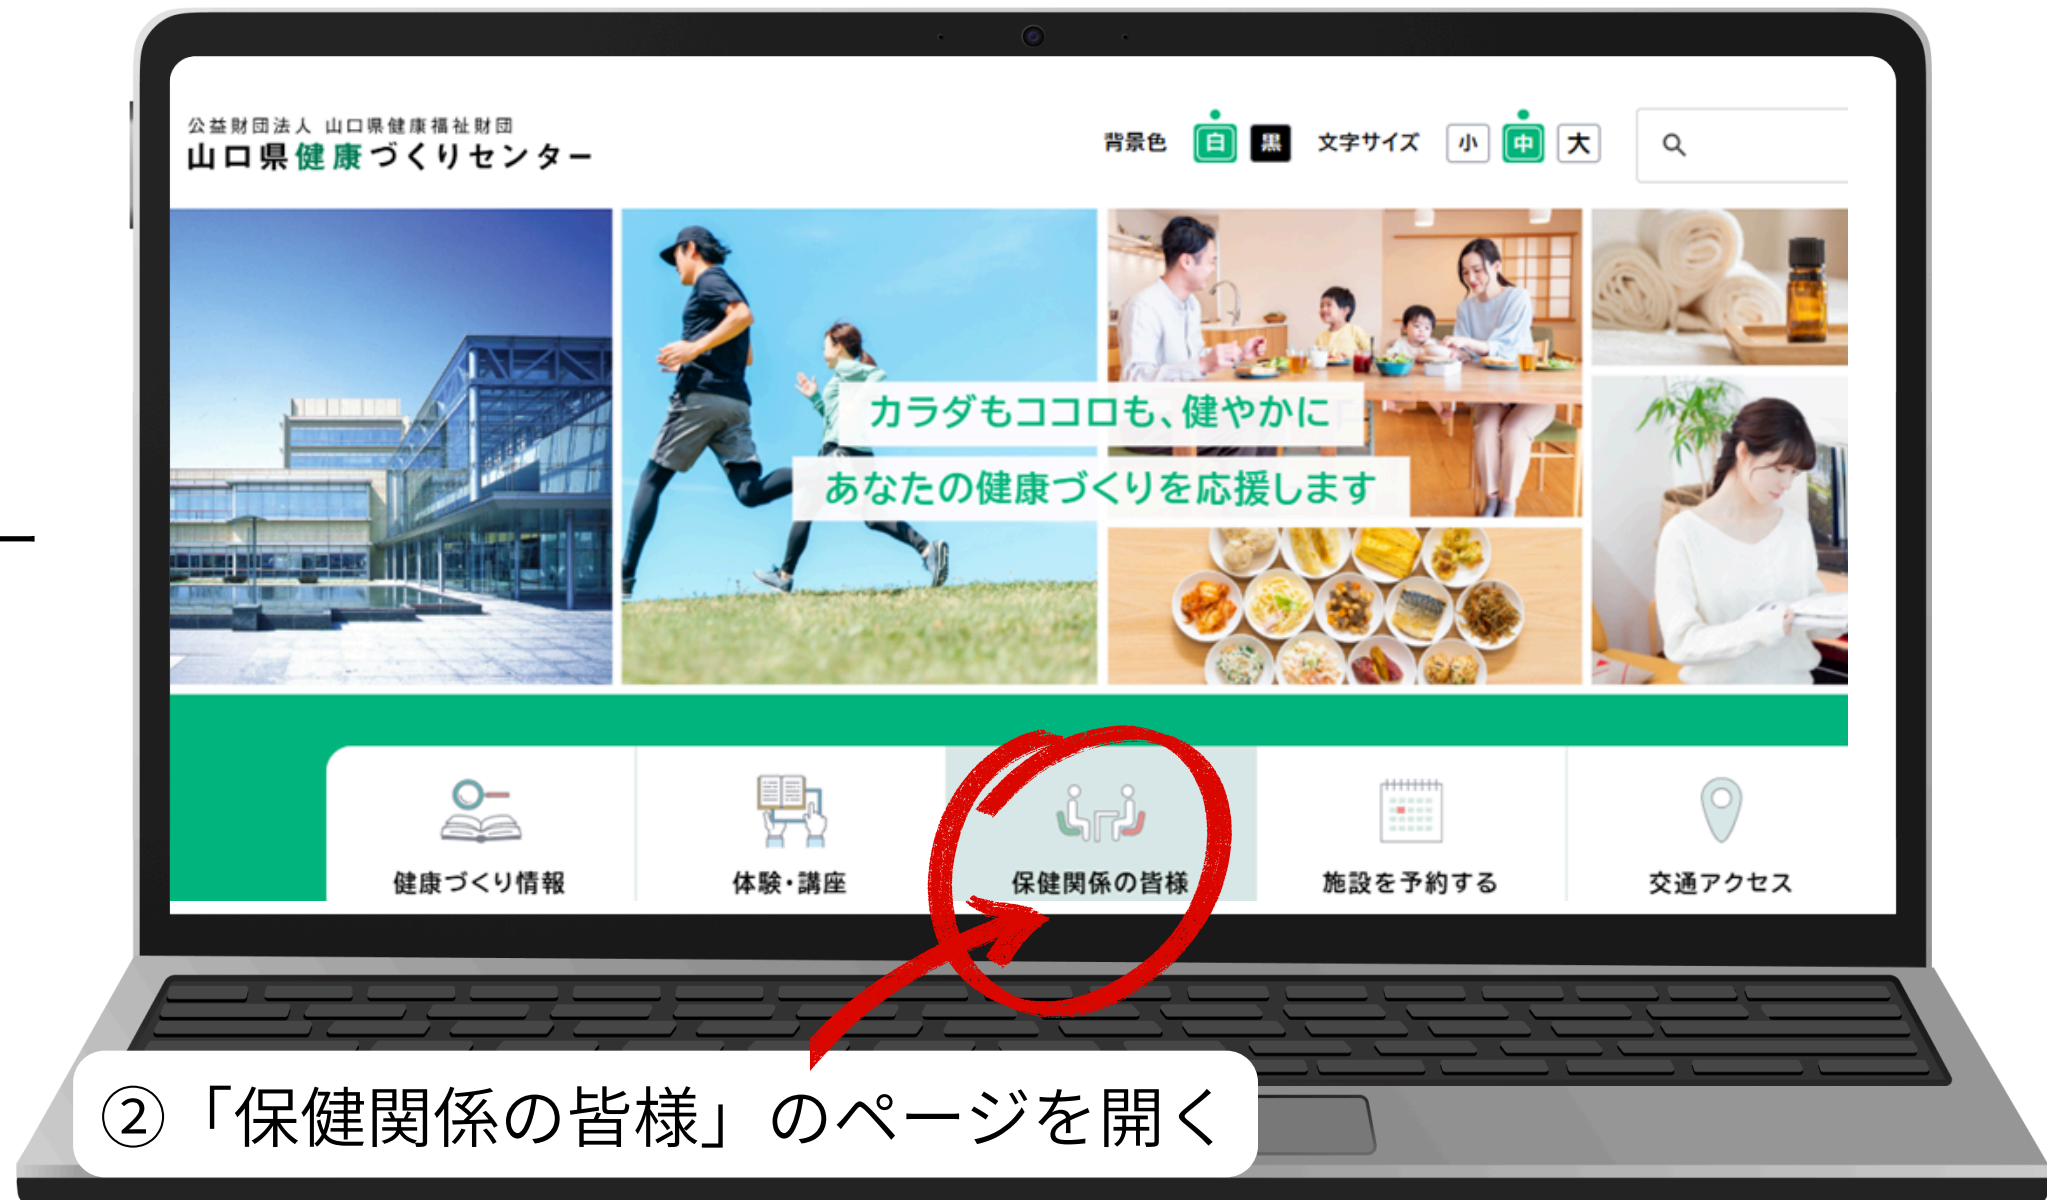 公益財団法人 山口県健康福祉財団
山口県健康づくりセンター
背景色 白 黒 文字サイズ 小 中 大
カラダもココロも、健やかに
あなたの健康づくりを応援します
健康づくり情報
体験・講座
保健関係の皆様
施設を予約する
交通アクセス
②「保健関係の皆様」のページを開く